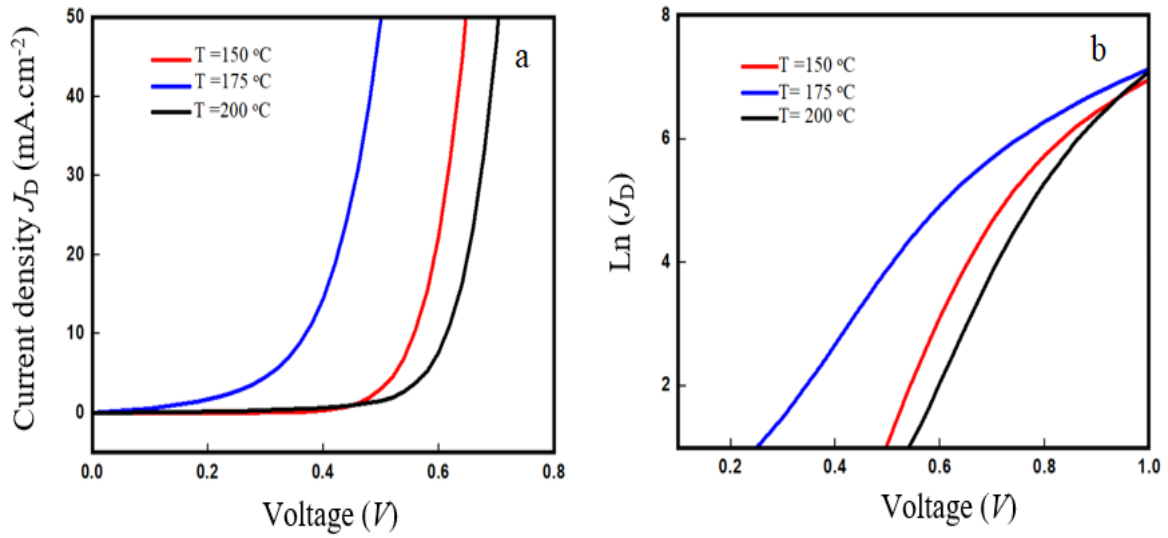 a
T =150 °C
T =175 °C
T =200 °C
50
40
30
20
10
0
Current density J_D (mA.cm⁻²)
0.0 0.2 0.4 0.6 0.8
Voltage (V)
b
T =150 °C
T= 175 °C
T= 200 °C
8
6
4
2
Ln (J_D)
0.2 0.4 0.6 0.8 1.0
Voltage (V)